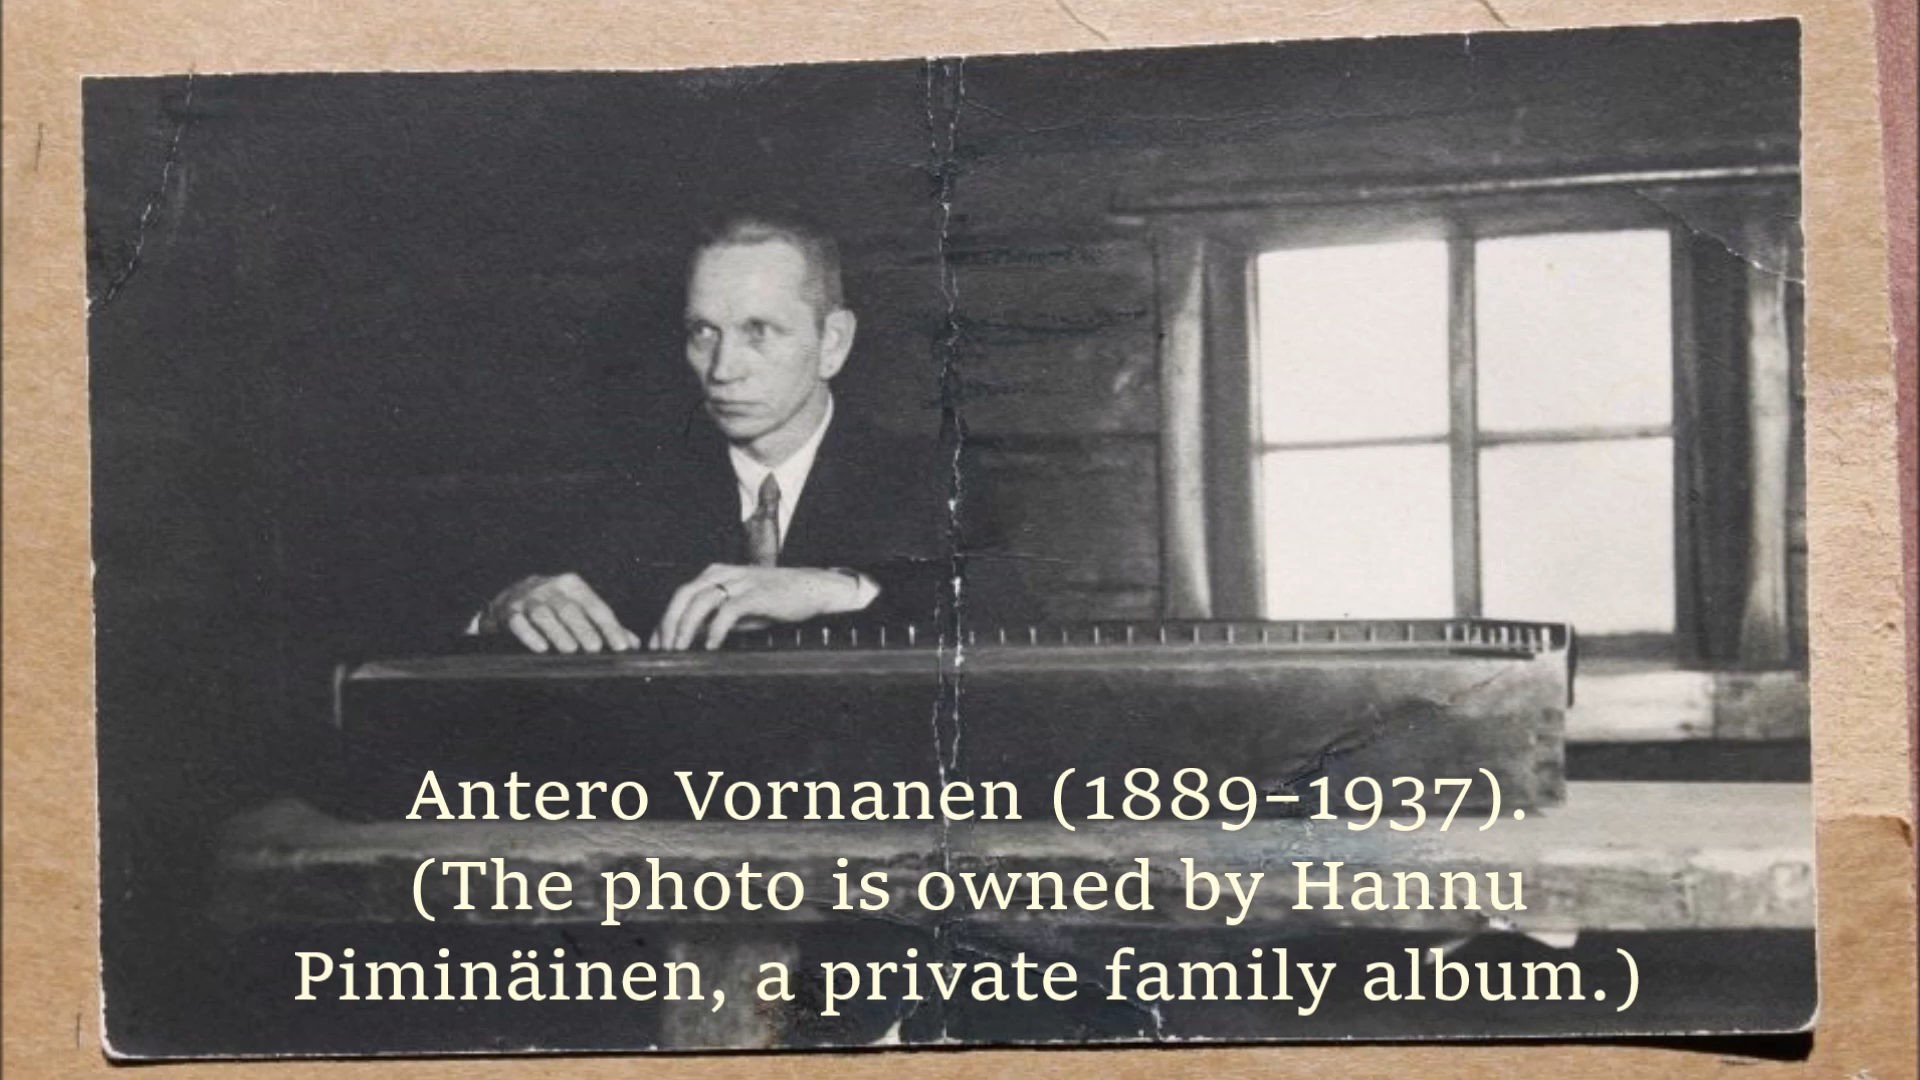 Antero Vornanen (1889–1937).
(The photo is owned by Hannu
Piminäinen, a private family album.)